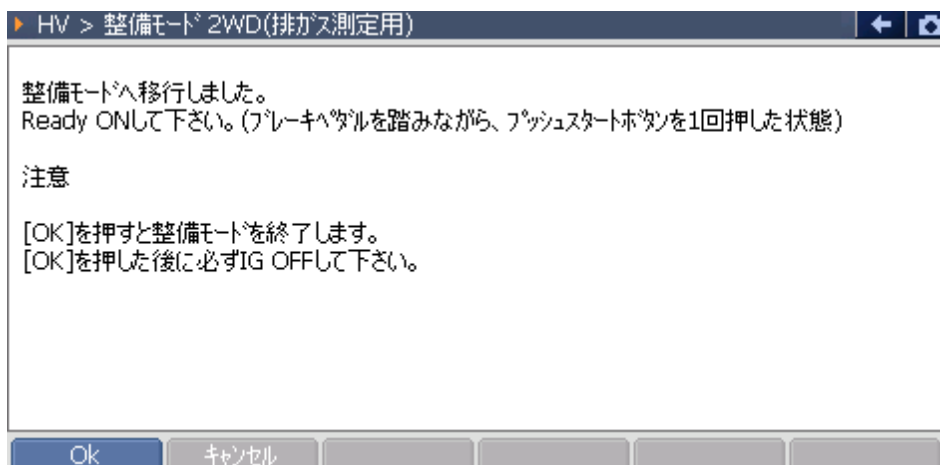 HV > 整備ﾓｰﾄﾞ 2WD(排ｶﾞｽ測定用)
整備ﾓｰﾄﾞへ移行しました。
Ready ONして下さい。(ﾌﾞﾚｰｷﾍﾟﾀﾞﾙを踏みながら、ﾌﾟｯｼｭｽﾀｰﾄﾎﾞﾀﾝを1回押した状態)
注意
[OK]を押すと整備ﾓｰﾄﾞを終了します。
[OK]を押した後に必ずIG OFFして下さい。
Ok ｷｬﾝｾﾙ